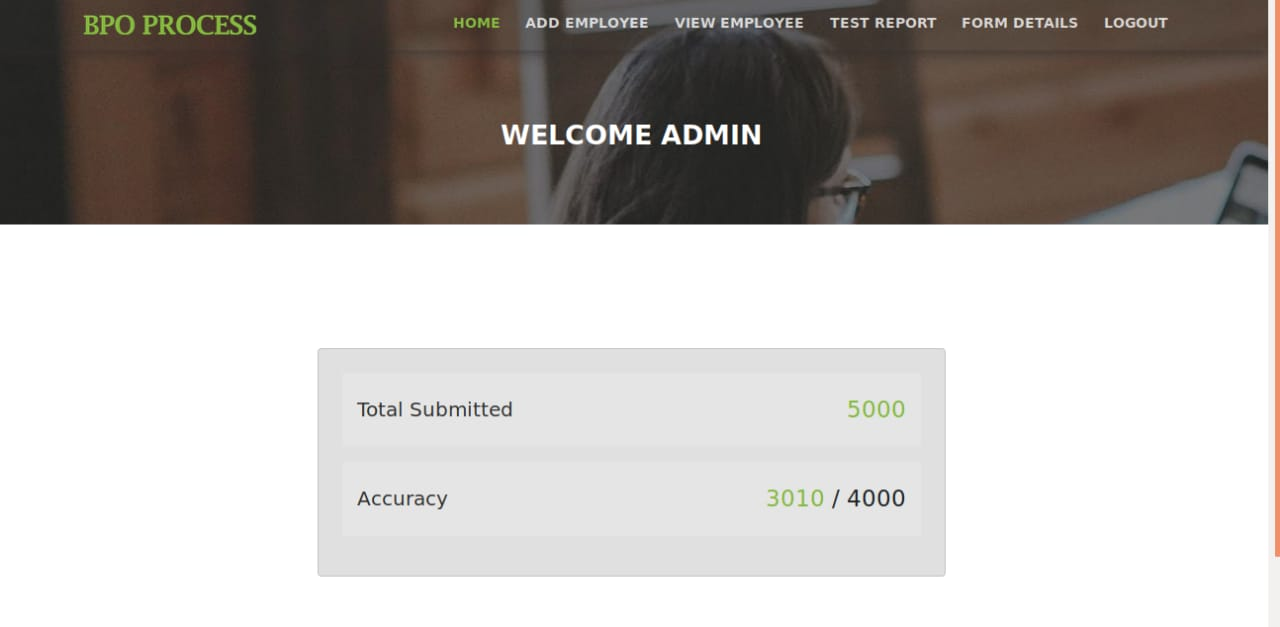 BPO PROCESS
HOME ADD EMPLOYEE VIEW EMPLOYEE TEST REPORT FORM DETAILS LOGOUT
WELCOME ADMIN
Total Submitted 5000
Accuracy 3010 / 4000